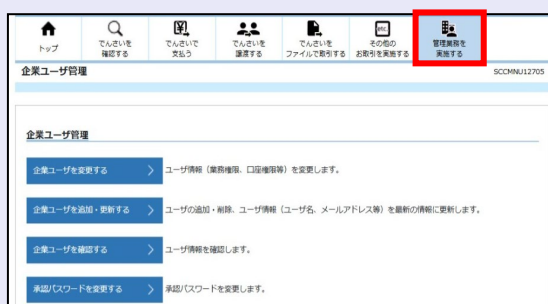 トップ
でんさいを
確認する
でんさいで
支払う
でんさいを
譲渡する
でんさいを
ファイルで取引する
etc.
その他の
お取引を実施する
管理業務を
実施する
企業ユーザ管理
SCCMNU12705
企業ユーザ管理
企業ユーザを変更する
ユーザ情報（業務権限、口座権限等）を変更します。
企業ユーザを追加・更新する
ユーザの追加・削除、ユーザ情報（ユーザ名、メールアドレス等）を最新の情報に更新します。
企業ユーザを確認する
ユーザ情報を確認します。
承認パスワードを変更する
承認パスワードを変更します。